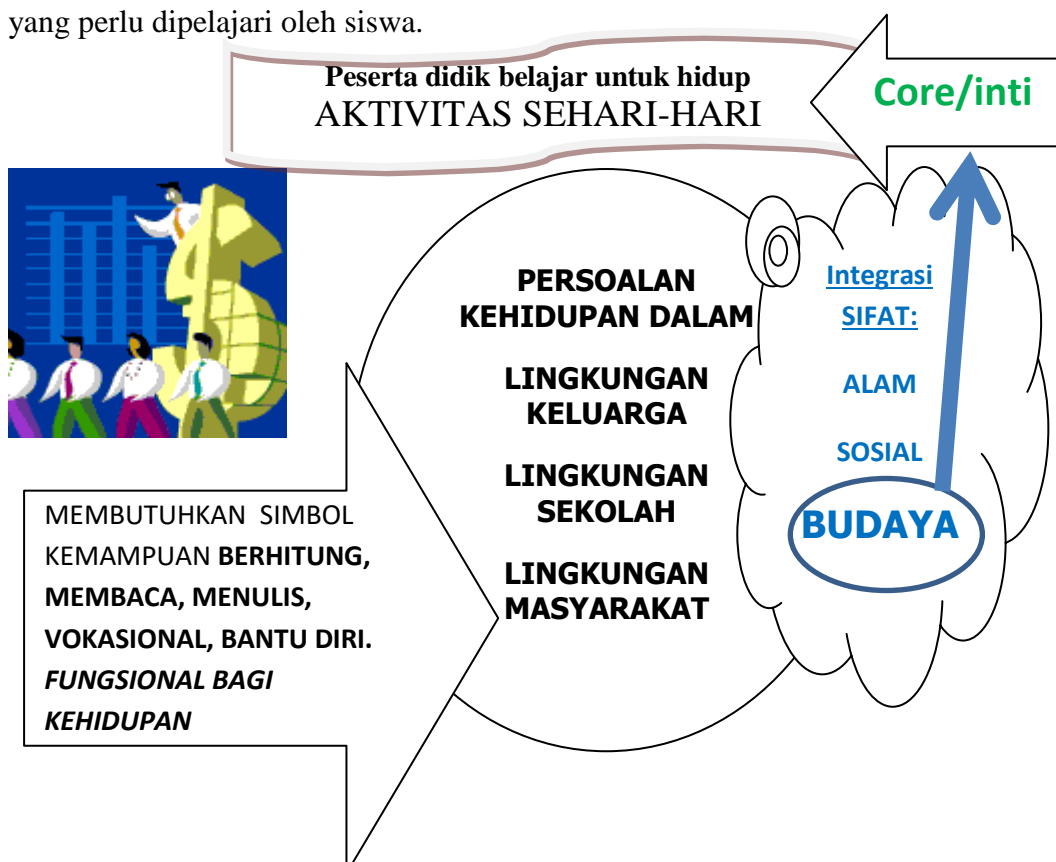 yang perlu dipelajari oleh siswa.
Peserta didik belajar untuk hidup
AKTIVITAS SEHARI-HARI
Core/inti
PERSOALAN
KEHIDUPAN DALAM
LINGKUNGAN
KELUARGA
LINGKUNGAN
SEKOLAH
LINGKUNGAN
MASYARAKAT
Integrasi
SIFAT:
ALAM
SOSIAL
BUDAYA
MEMBUTUHKAN SIMBOL
KEMAMPUAN BERHITUNG,
MEMBACA, MENULIS,
VOKASIONAL, BANTU DIRI.
FUNGSIONAL BAGI
KEHIDUPAN